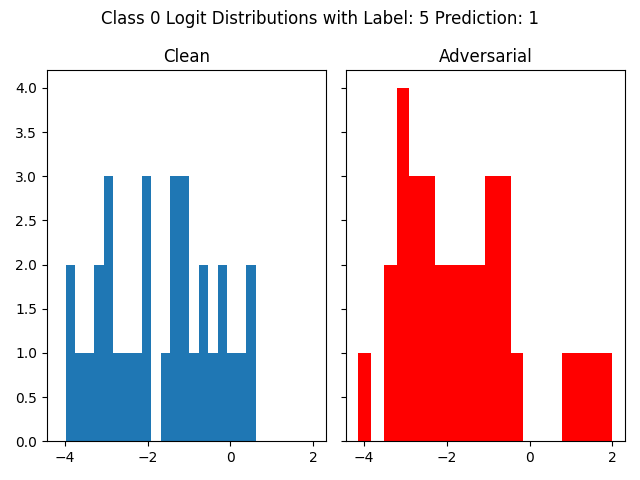 Class 0 Logit Distributions with Label: 5 Prediction: 1
Clean
Adversarial
4.0
3.5
3.0
2.5
2.0
1.5
1.0
0.5
0.0
−4 −2 0 2
−4 −2 0 2